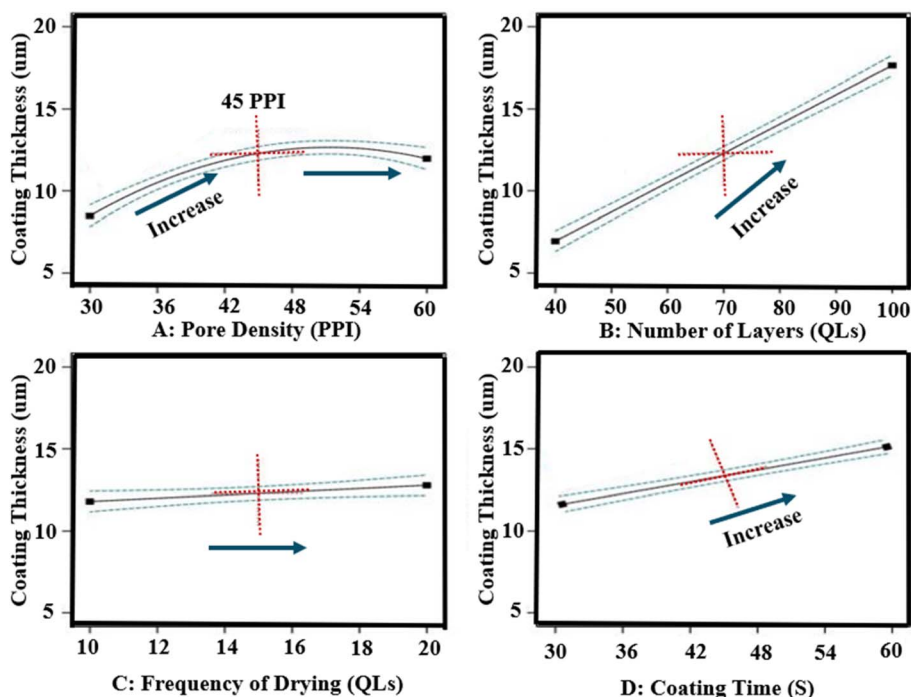 Coating Thickness (um)
20
15
10
5
45 PPI
Increase
30 36 42 48 54 60
A: Pore Density (PPI)
Coating Thickness (um)
20
15
10
5
Increase
40 50 60 70 80 90 100
B: Number of Layers (QLs)
Coating Thickness (um)
20
15
10
5
10 12 14 16 18 20
C: Frequency of Drying (QLs)
Coating Thickness (um)
20
15
10
5
Increase
30 36 42 48 54 60
D: Coating Time (S)